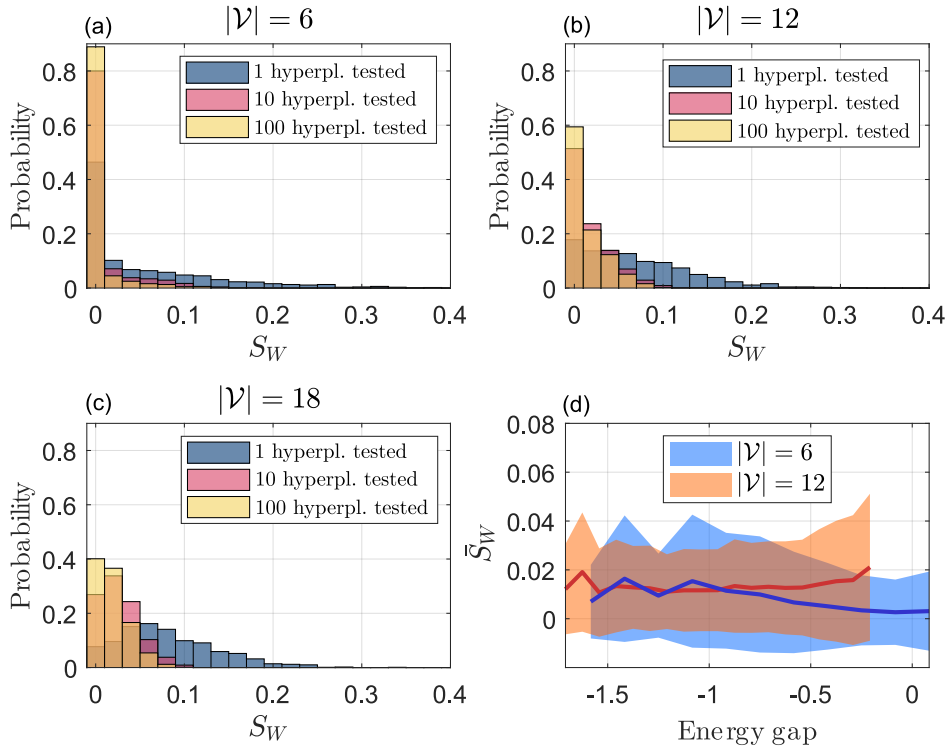 (a)
|𝒱| = 6
Probability
0.8
0.6
0.4
0.2
0
1 hyperpl. tested
10 hyperpl. tested
100 hyperpl. tested
0 0.1 0.2 0.3 0.4
S_W
(b)
|𝒱| = 12
Probability
0.8
0.6
0.4
0.2
0
1 hyperpl. tested
10 hyperpl. tested
100 hyperpl. tested
0 0.1 0.2 0.3 0.4
S_W
(c)
|𝒱| = 18
Probability
0.8
0.6
0.4
0.2
0
1 hyperpl. tested
10 hyperpl. tested
100 hyperpl. tested
0 0.1 0.2 0.3 0.4
S_W
(d)
S̄_W
0.08
0.06
0.04
0.02
0
|𝒱| = 6
|𝒱| = 12
-1.5 -1 -0.5 0
Energy gap